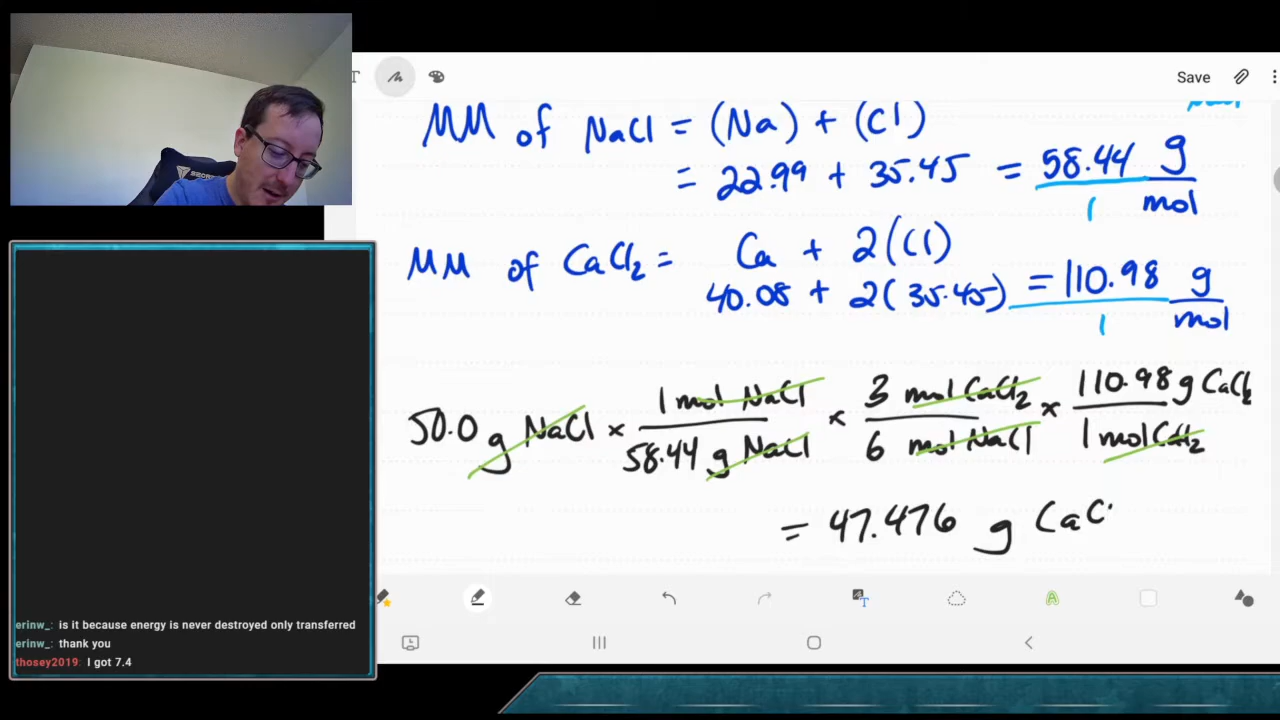 Save
MM of NaCl = (Na) + (Cl)
= 22.99 + 35.45 = 58.44 g
1 mol
MM of CaCl₂ = Ca + 2(Cl)
40.08 + 2(35.45) = 110.98 g
1 mol
50.0 g NaCl × 1 mol NaCl × 3 mol CaCl₂ × 110.98 g CaCl₂
58.44 g NaCl 6 mol NaCl 1 mol CaCl₂
= 47.476 g CaC
erinw_: is it because energy is never destroyed only transferred
erinw_: thank you
thosey2019: I got 7.4